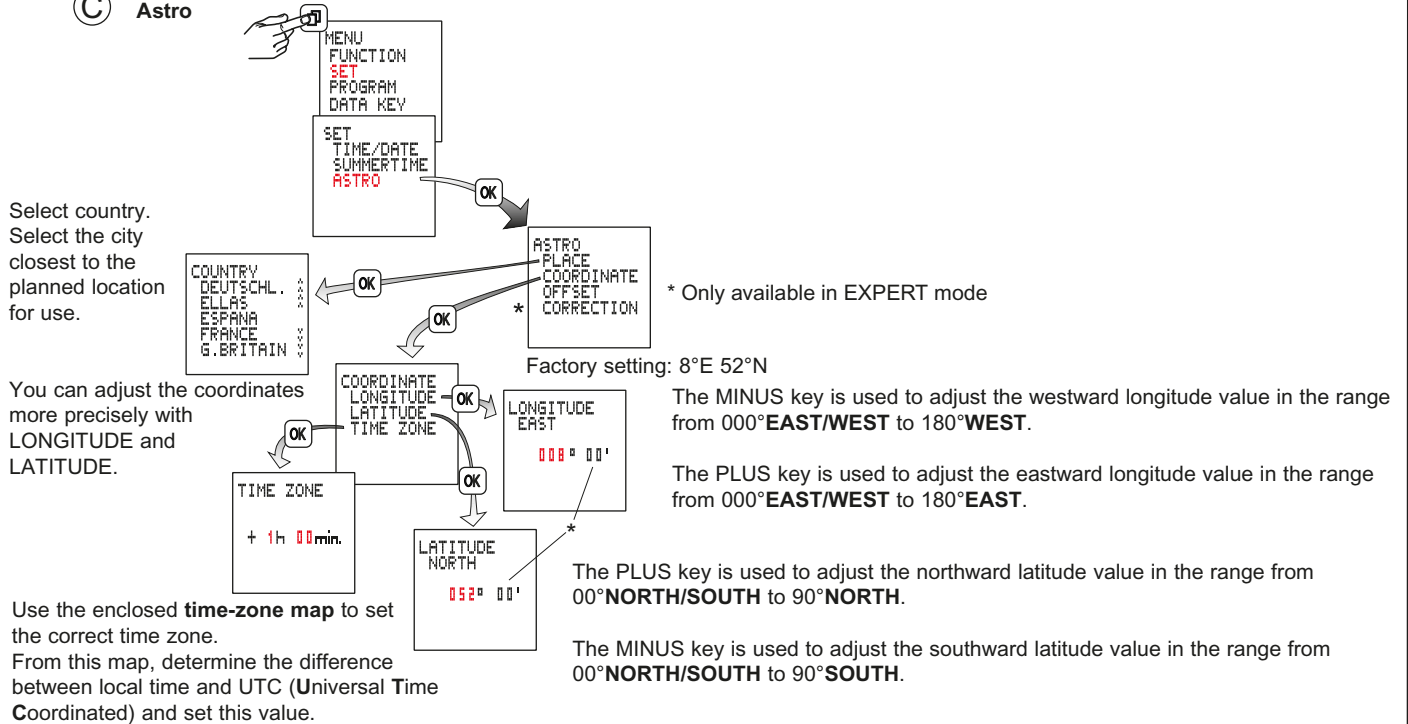 C Astro
MENU
FUNCTION
SET
PROGRAM
DATA KEY
SET
TIME/DATE
SUMMERTIME
ASTRO
OK
Select country.
Select the city
closest to the
planned location
for use.
COUNTRY
DEUTSCHL.
ELLAS
ESPANA
FRANCE
G.BRITAIN
OK
OK
ASTRO
PLACE
COORDINATE
OFFSET
* CORRECTION
* Only available in EXPERT mode
Factory setting: 8°E 52°N
You can adjust the coordinates
more precisely with
LONGITUDE and
LATITUDE.
COORDINATE
LONGITUDE
LATITUDE
TIME ZONE
OK
OK
OK
LONGITUDE
EAST
008° 00'
*
The MINUS key is used to adjust the westward longitude value in the range
from 000°EAST/WEST to 180°WEST.
The PLUS key is used to adjust the eastward longitude value in the range
from 000°EAST/WEST to 180°EAST.
TIME ZONE
+ 1h 00min.
LATITUDE
NORTH
052° 00'
The PLUS key is used to adjust the northward latitude value in the range from
00°NORTH/SOUTH to 90°NORTH.
The MINUS key is used to adjust the southward latitude value in the range from
00°NORTH/SOUTH to 90°SOUTH.
Use the enclosed time-zone map to set
the correct time zone.
From this map, determine the difference
between local time and UTC (Universal Time
Coordinated) and set this value.